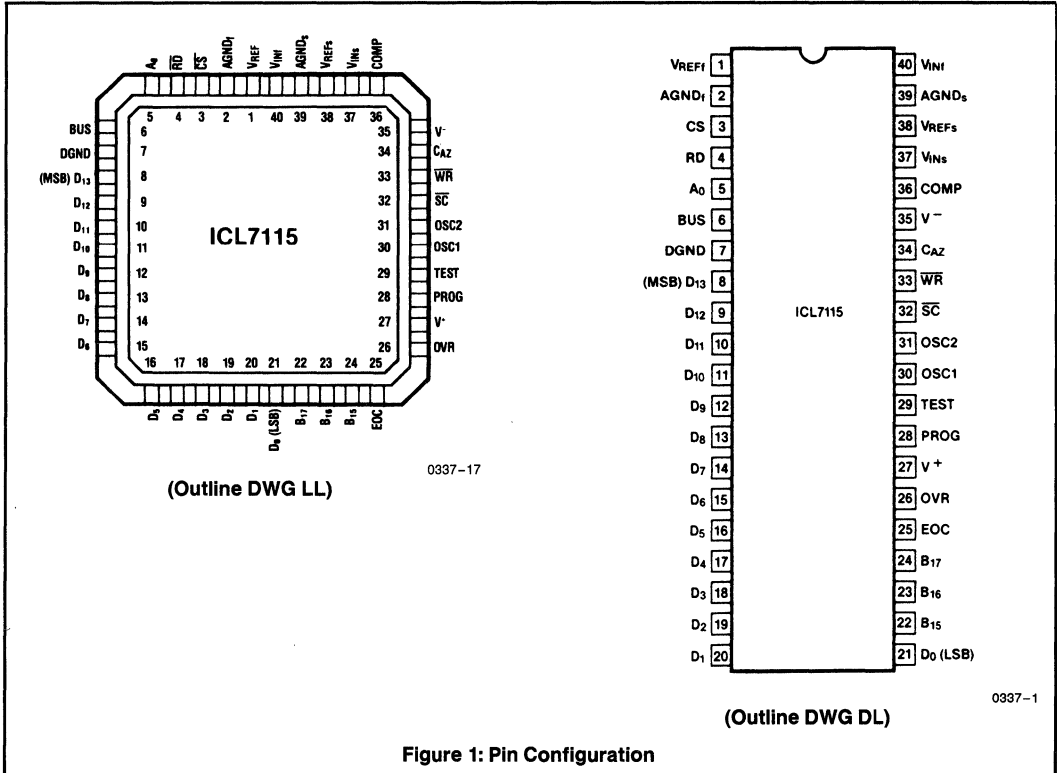 A₀ R̅D̅ C̅S̅ AGNDf VREF VINf AGNDs VREFs VINs COMP
5 4 3 2 1 40 39 38 37 36
BUS 6 35 V-
DGND 7 34 CAZ
(MSB) D₁₃ 8 33 W̅R̅
D₁₂ 9 32 S̅C̅
D₁₁ 10 31 OSC2
D₁₀ 11 30 OSC1
ICL7115
D₉ 12 29 TEST
D₈ 13 28 PROG
D₇ 14 27 V+
D₆ 15 26 OVR
16 17 18 19 20 21 22 23 24 25
D₅ D₄ D₃ D₂ D₁ D₀ (LSB) B₁₇ B₁₆ B₁₅ EOC
0337-17
(Outline DWG LL)
VREFf 1 40 VINf
AGNDf 2 39 AGNDs
CS 3 38 VREFs
RD 4 37 VINs
A₀ 5 36 COMP
BUS 6 35 V-
DGND 7 34 CAZ
(MSB) D₁₃ 8 33 W̅R̅
D₁₂ 9 ICL7115 32 S̅C̅
D₁₁ 10 31 OSC2
D₁₀ 11 30 OSC1
D₉ 12 29 TEST
D₈ 13 28 PROG
D₇ 14 27 V+
D₆ 15 26 OVR
D₅ 16 25 EOC
D₄ 17 24 B₁₇
D₃ 18 23 B₁₆
D₂ 19 22 B₁₅
D₁ 20 21 D₀ (LSB)
0337-1
(Outline DWG DL)
Figure 1: Pin Configuration